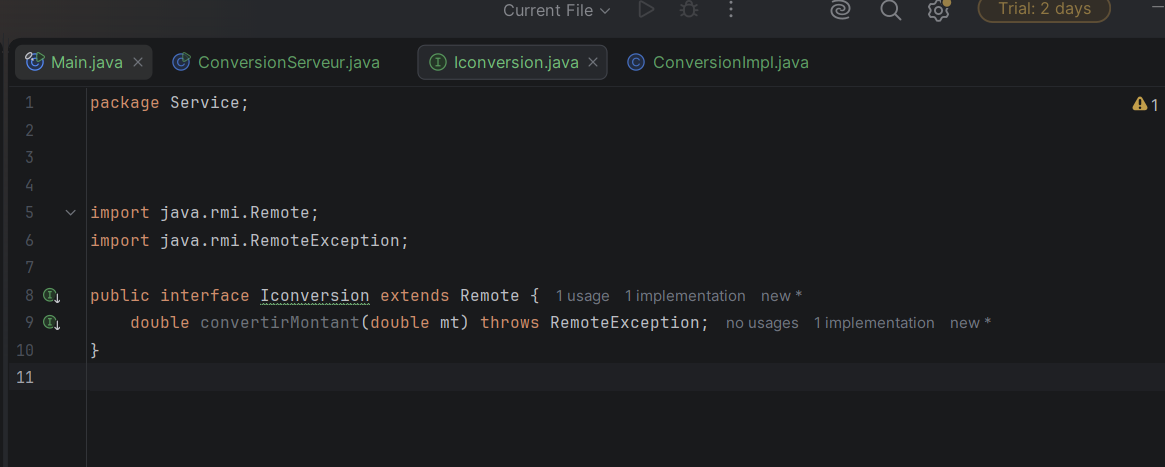 Current File
Trial: 2 days
Main.java ConversionServeur.java Iconversion.java ConversionImpl.java
1 package Service; 1
2
3
4
5 import java.rmi.Remote;
6 import java.rmi.RemoteException;
7
8 public interface Iconversion extends Remote { 1 usage 1 implementation new *
9 double convertirMontant(double mt) throws RemoteException; no usages 1 implementation new *
10 }
11